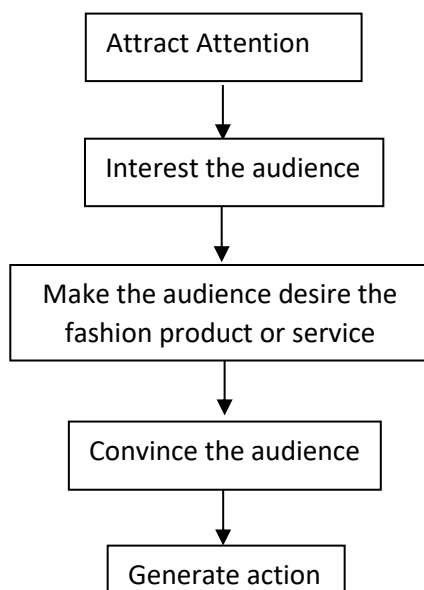 Attract Attention
Interest the audience
Make the audience desire the
fashion product or service
Convince the audience
Generate action